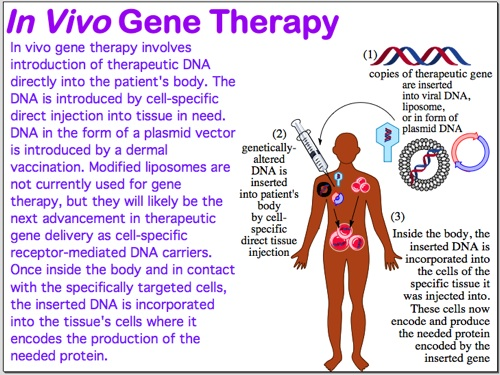 In Vivo Gene Therapy
In vivo gene therapy involves
introduction of therapeutic DNA
directly into the patient's body. The
DNA is introduced by cell-specific
direct injection into tissue in need.
DNA in the form of a plasmid vector
is introduced by a dermal
vaccination. Modified liposomes are
not currently used for gene
therapy, but they will likely be the
next advancement in therapeutic
gene delivery as cell-specific
receptor-mediated DNA carriers.
Once inside the body and in contact
with the specifically targeted cells,
the inserted DNA is incorporated
into the tissue's cells where it
encodes the production of the
needed protein.
(1)
copies of therapeutic gene
are inserted
into viral DNA,
liposome,
or in form of
plasmid DNA
(2)
genetically-
altered
DNA is
inserted
into patient's
body
by cell-
specific
direct tissue
injection
(3)
Inside the body, the
inserted DNA is
incorporated into
the cells of the
specific tissue it
was injected into.
These cells now
encode and produce
the needed protein
encoded by the
inserted gene